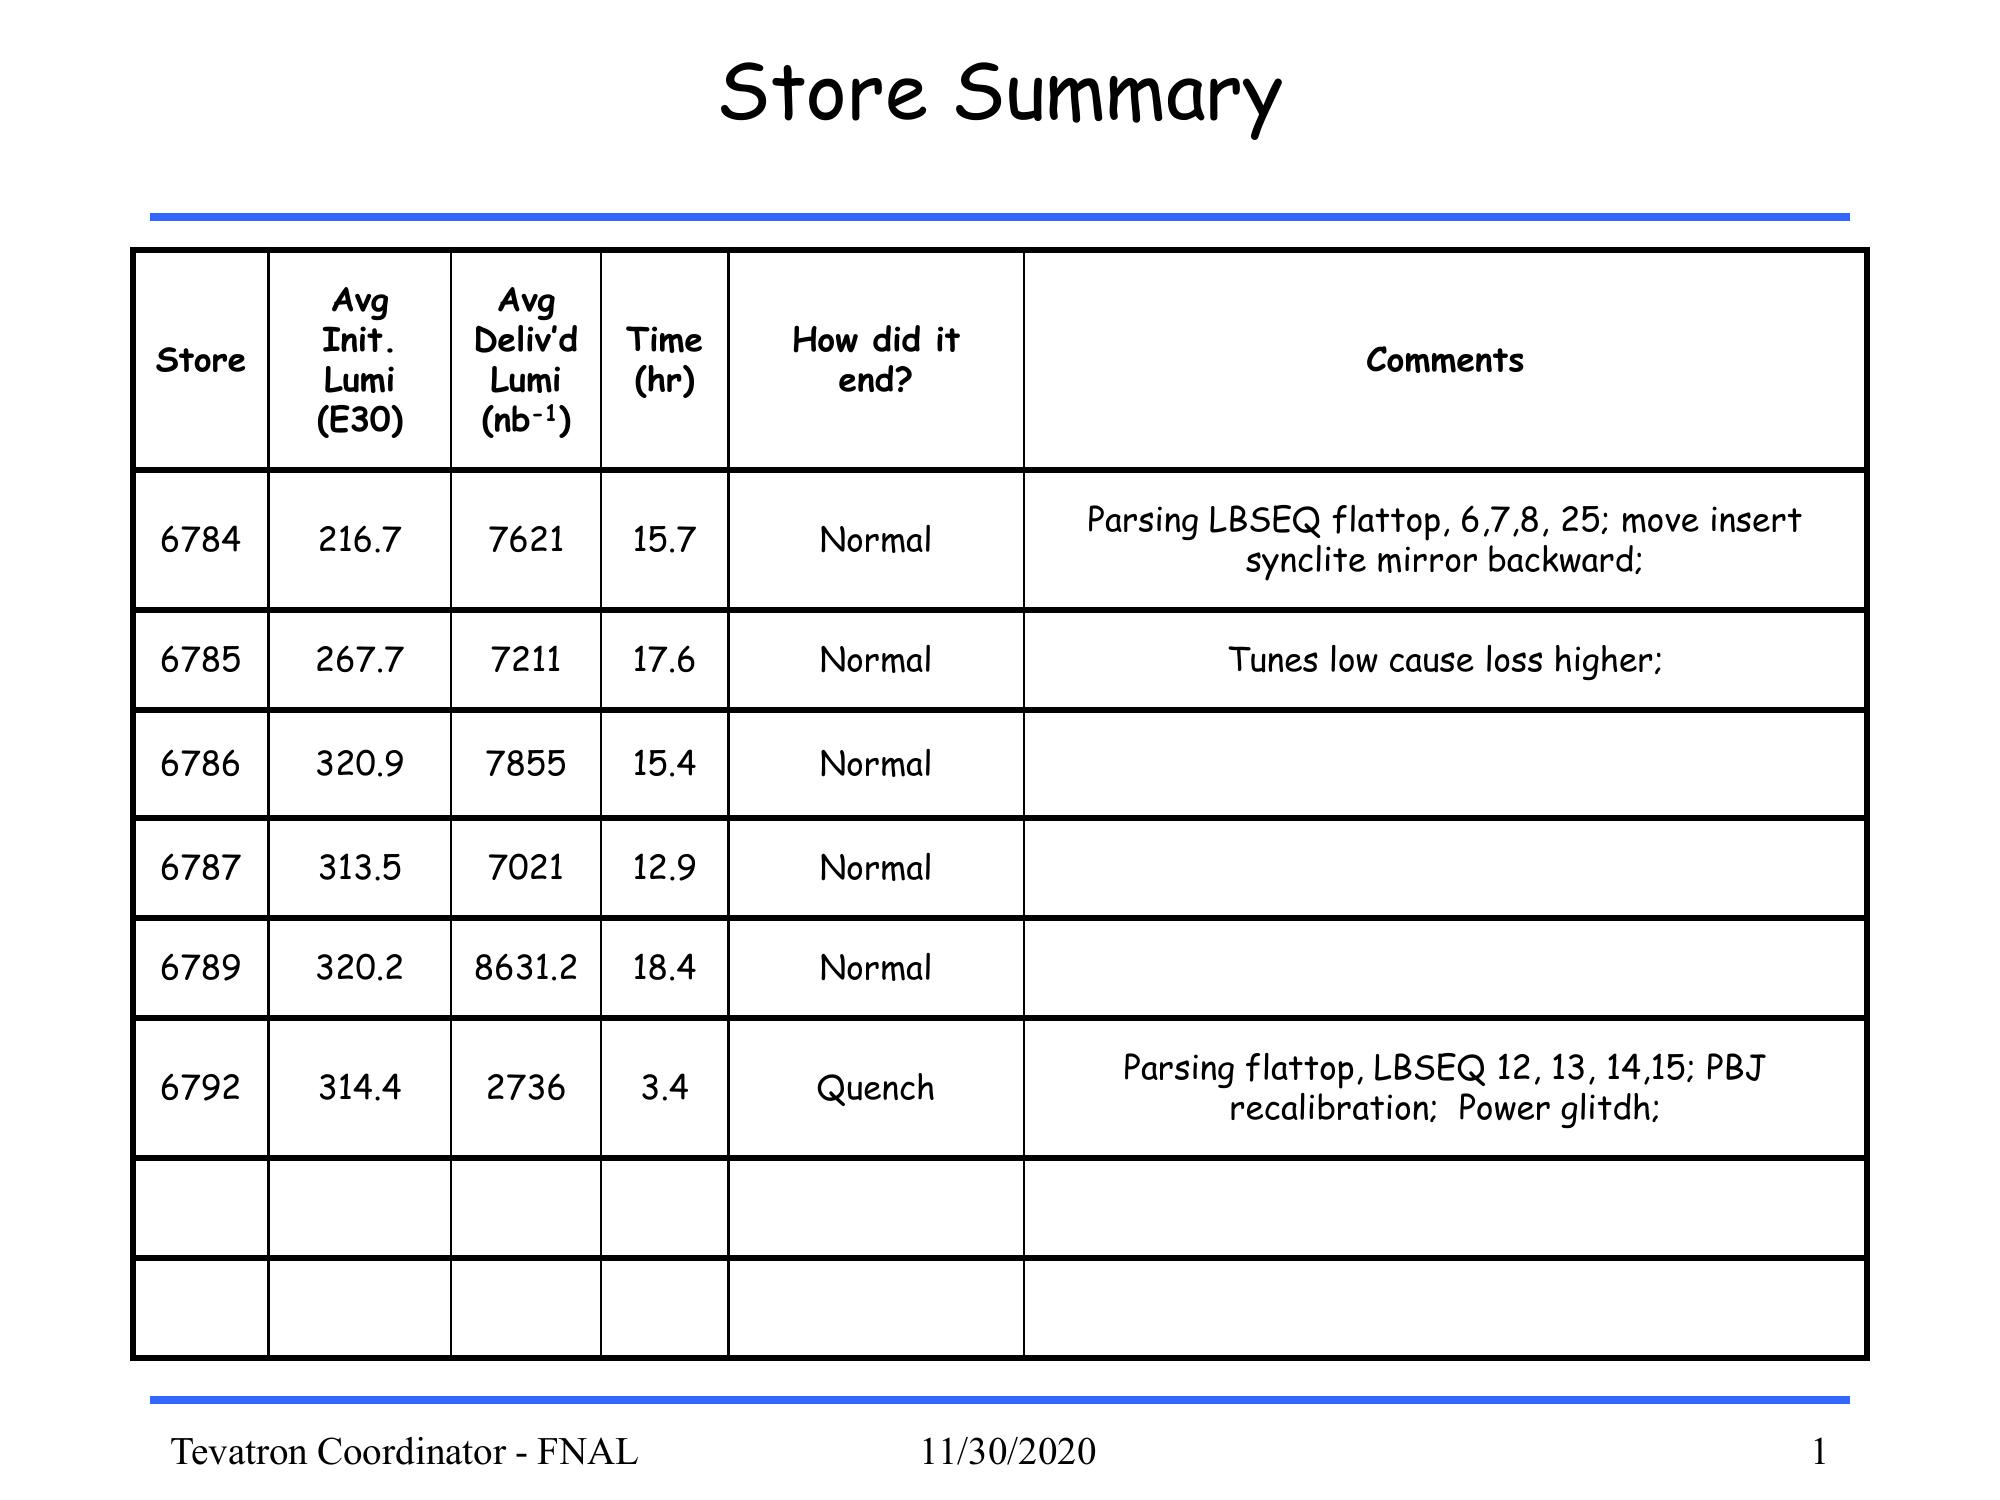 Store Summary
Store
Avg
Init.
Lumi
(E30)
Avg
Deliv’d
Lumi
(nb⁻¹)
Time
(hr)
How did it
end?
Comments
6784
216.7
7621
15.7
Normal
Parsing LBSEQ flattop, 6,7,8, 25; move insert
synclite mirror backward;
6785
267.7
7211
17.6
Normal
Tunes low cause loss higher;
6786
320.9
7855
15.4
Normal
6787
313.5
7021
12.9
Normal
6789
320.2
8631.2
18.4
Normal
6792
314.4
2736
3.4
Quench
Parsing flattop, LBSEQ 12, 13, 14,15; PBJ
recalibration;  Power glitdh;
Tevatron Coordinator - FNAL
11/30/2020
1